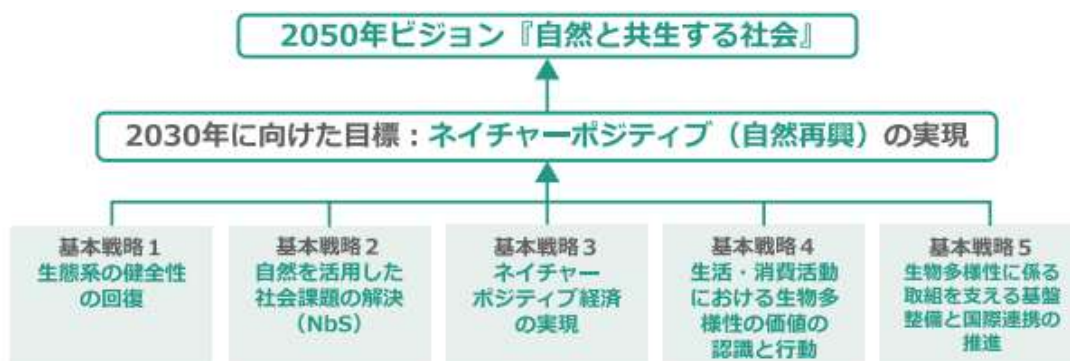 2050年ビジョン『自然と共生する社会』
2030年に向けた目標：ネイチャーポジティブ（自然再興）の実現
基本戦略１
生態系の健全性
の回復
基本戦略２
自然を活用した
社会課題の解決
（NbS）
基本戦略３
ネイチャー
ポジティブ経済
の実現
基本戦略４
生活・消費活動
における生物多
様性の価値の
認識と行動
基本戦略５
生物多様性に係る
取組を支える基盤
整備と国際連携の
推進